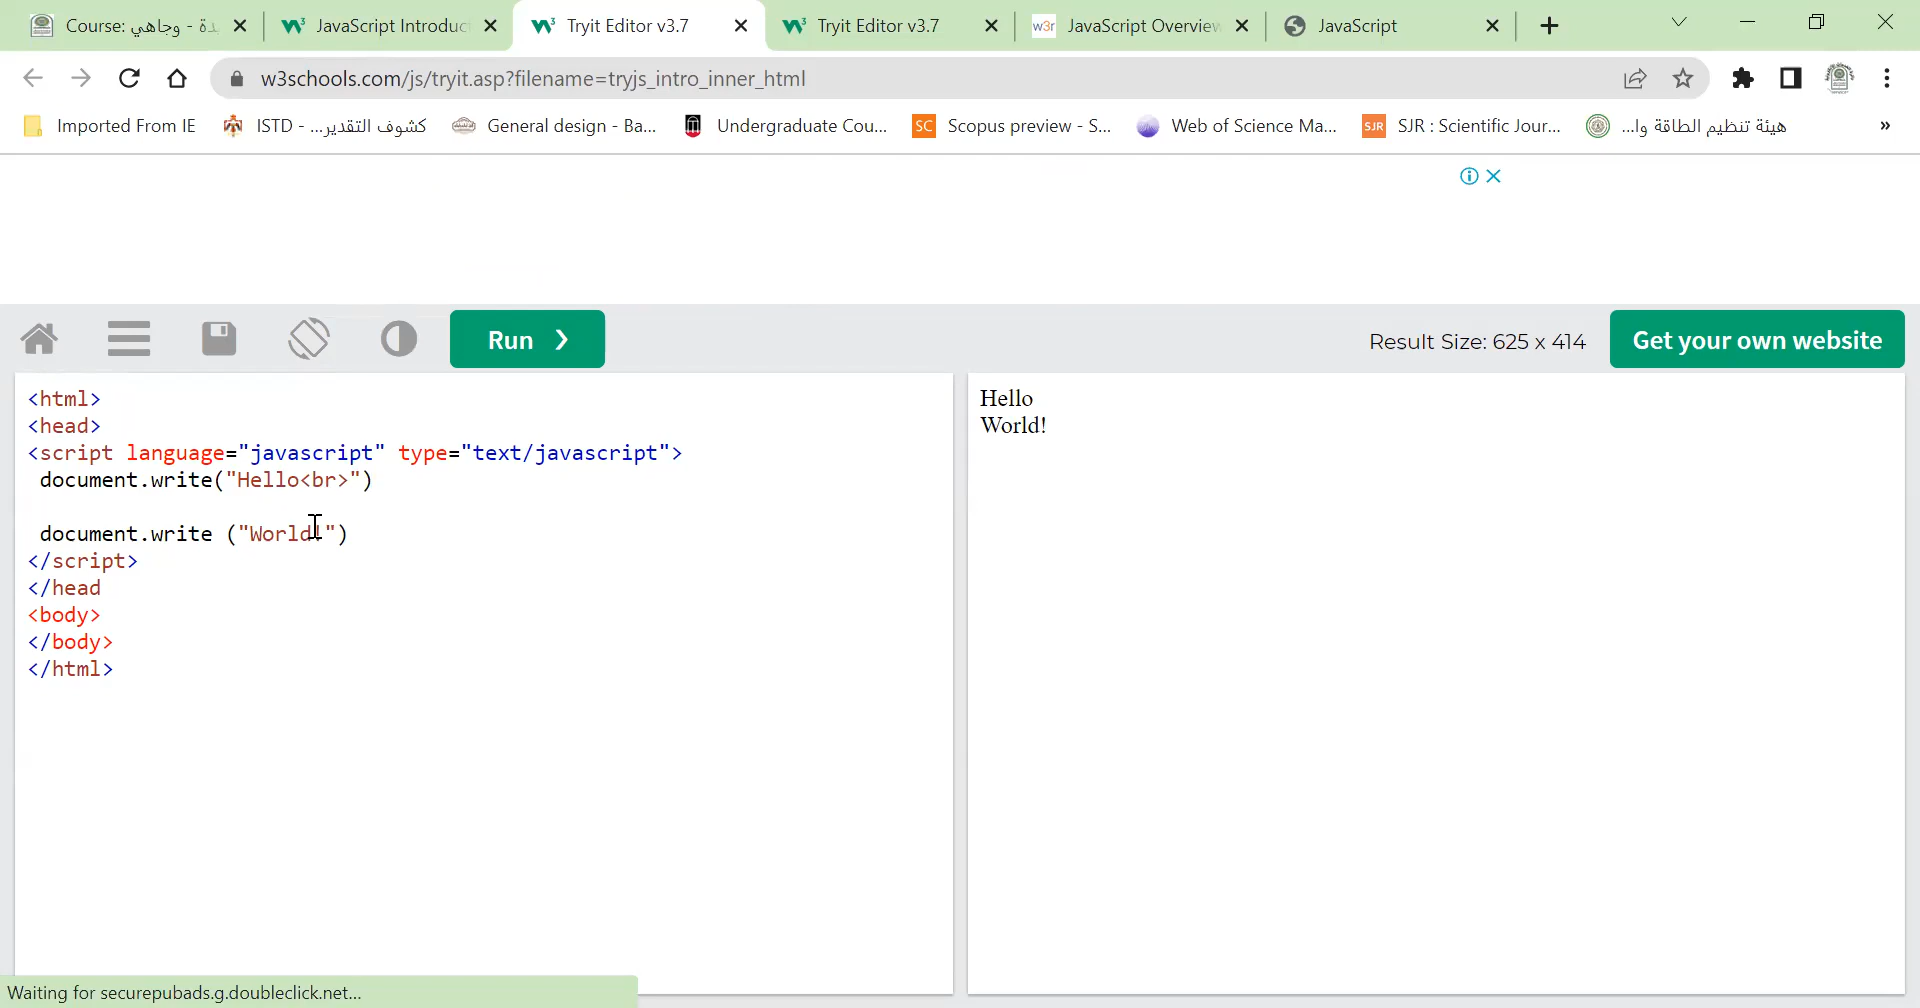 Course: وجاهي - دة
JavaScript Introduc
Tryit Editor v3.7
Tryit Editor v3.7
w3r JavaScript Overview
JavaScript
w3schools.com/js/tryit.asp?filename=tryjs_intro_inner_html
Imported From IE
ISTD - ...كشوف التقدير
General design - Ba...
Undergraduate Cou...
SC Scopus preview - S...
Web of Science Ma...
SJR SJR : Scientific Jour...
هيئة تنظيم الطاقة وا...
»
Run ❯
Result Size: 625 x 414
Get your own website
<html>
<head>
<script language="javascript" type="text/javascript">
document.write("Hello<br>")
document.write ("World!")
</script>
</head
<body>
</body>
</html>
Hello
World!
Waiting for securepubads.g.doubleclick.net...